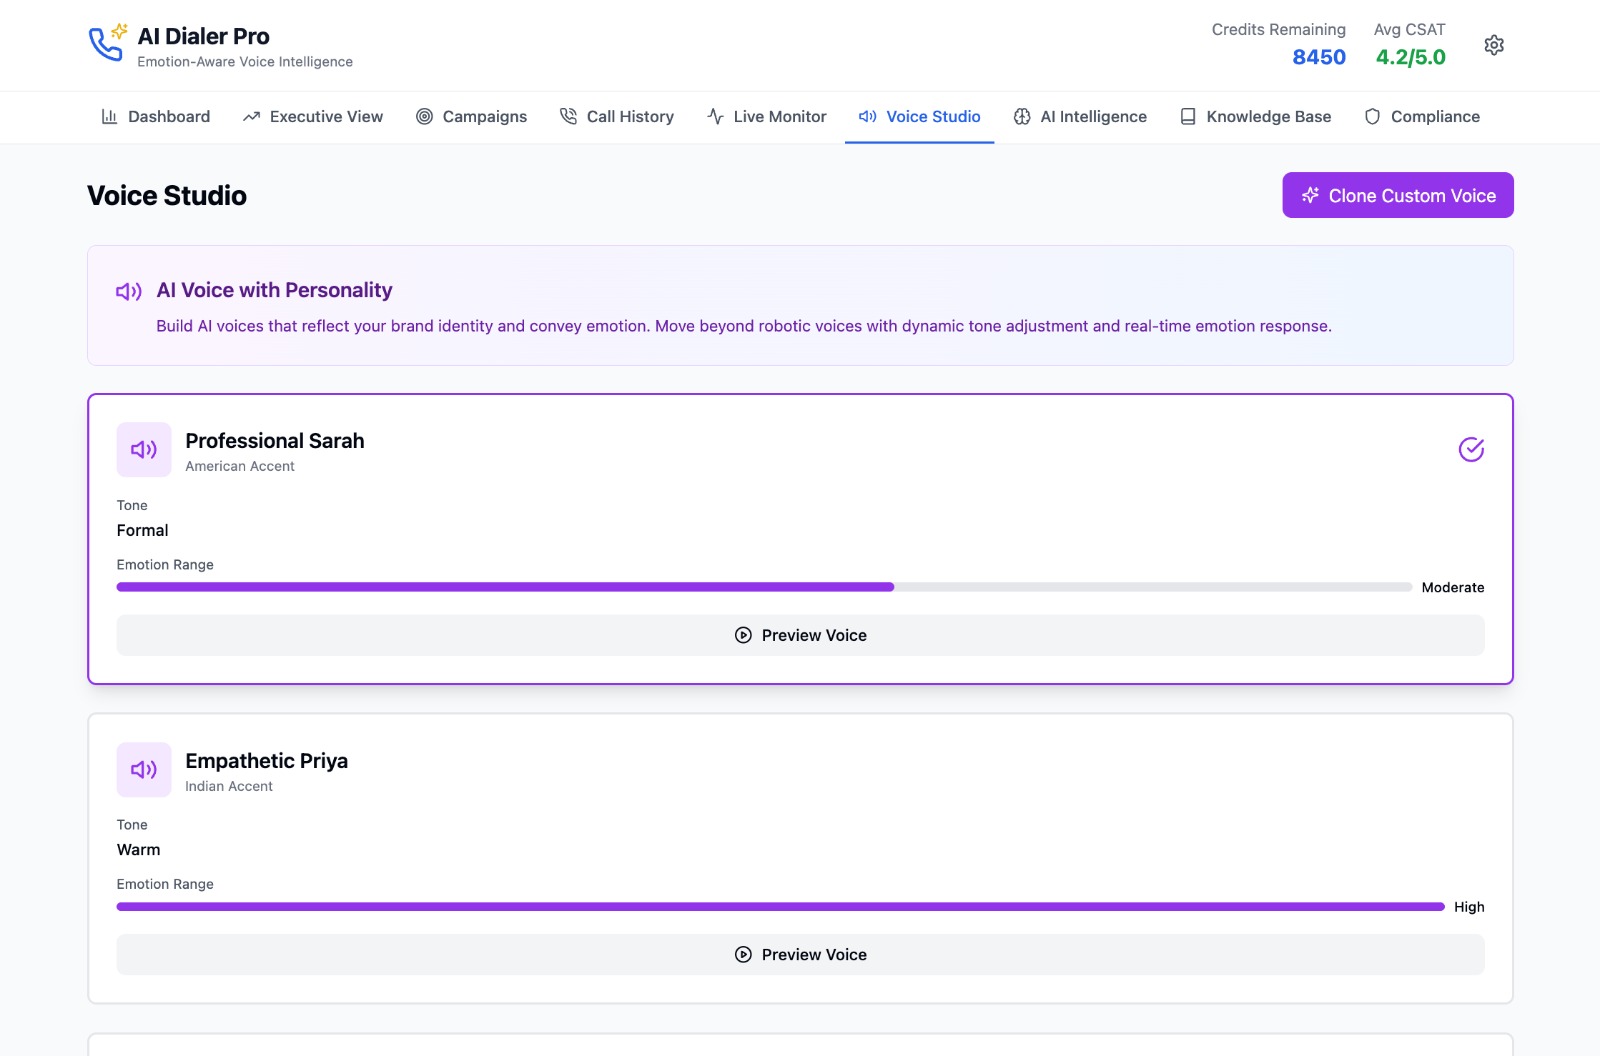 AI Dialer Pro
Emotion-Aware Voice Intelligence
Credits Remaining
8450
Avg CSAT
4.2/5.0
Dashboard
Executive View
Campaigns
Call History
Live Monitor
Voice Studio
AI Intelligence
Knowledge Base
Compliance
Voice Studio
Clone Custom Voice
AI Voice with Personality
Build AI voices that reflect your brand identity and convey emotion. Move beyond robotic voices with dynamic tone adjustment and real-time emotion response.
Professional Sarah
American Accent
Tone
Formal
Emotion Range
Moderate
Preview Voice
Empathetic Priya
Indian Accent
Tone
Warm
Emotion Range
High
Preview Voice